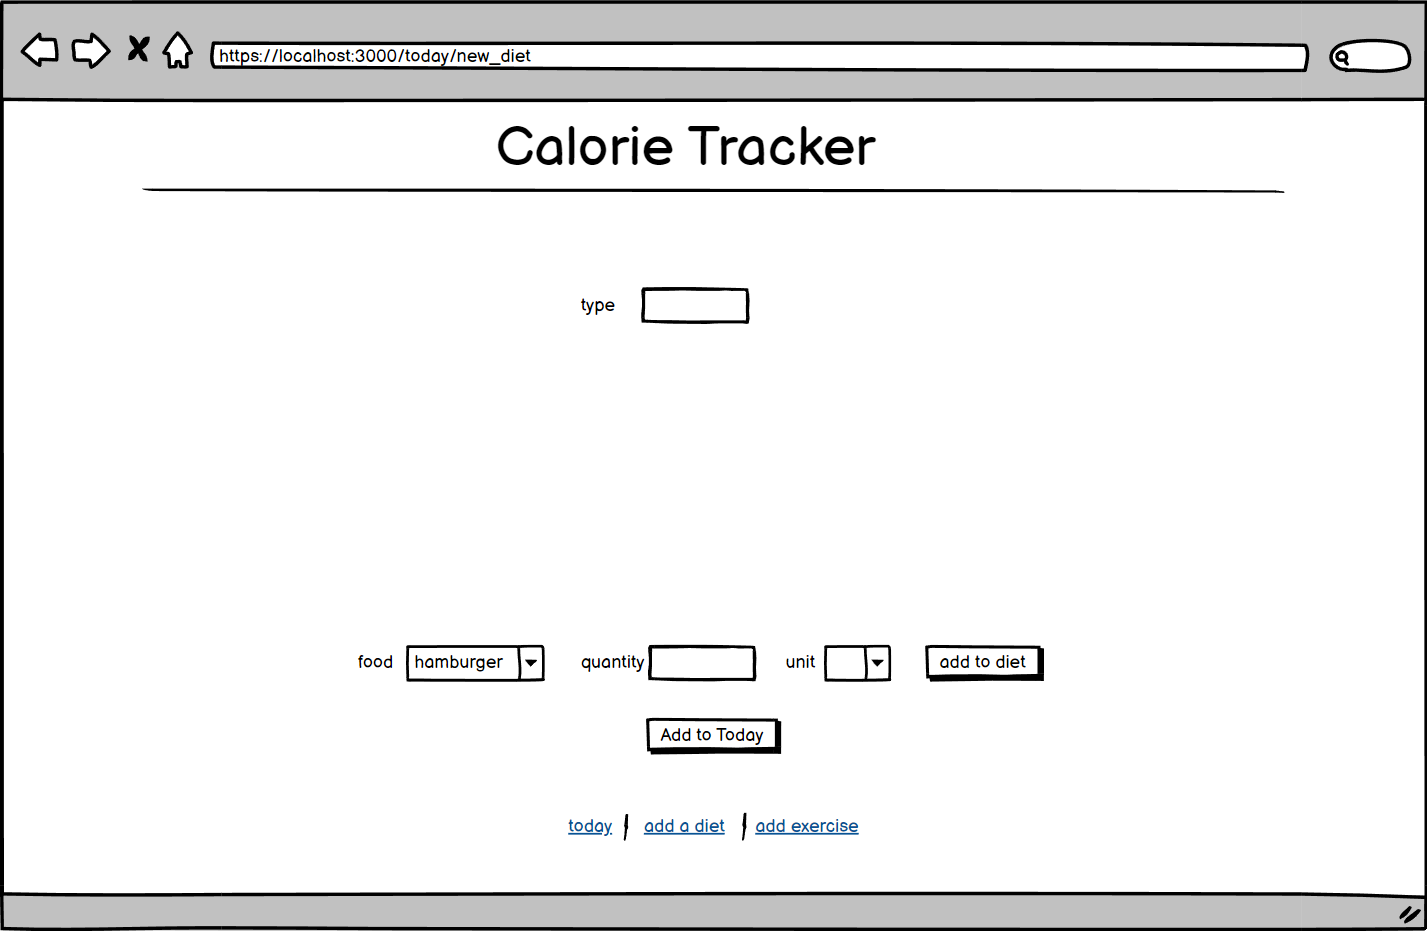 https://localhost:3000/today/new_diet
Calorie Tracker
type
food hamburger quantity unit add to diet
Add to Today
today add a diet add exercise